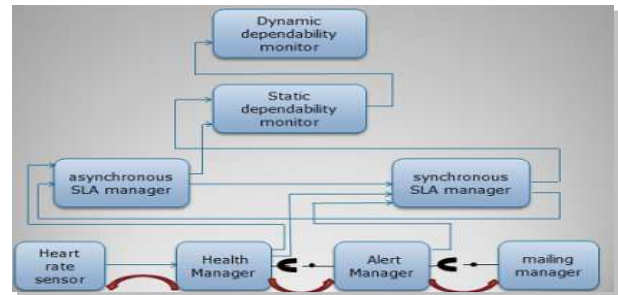 Dynamic
dependability
monitor
Static
dependability
monitor
asynchronous
SLA manager
synchronous
SLA manager
Heart
rate
sensor
Health
Manager
Alert
Manager
mailing
manager